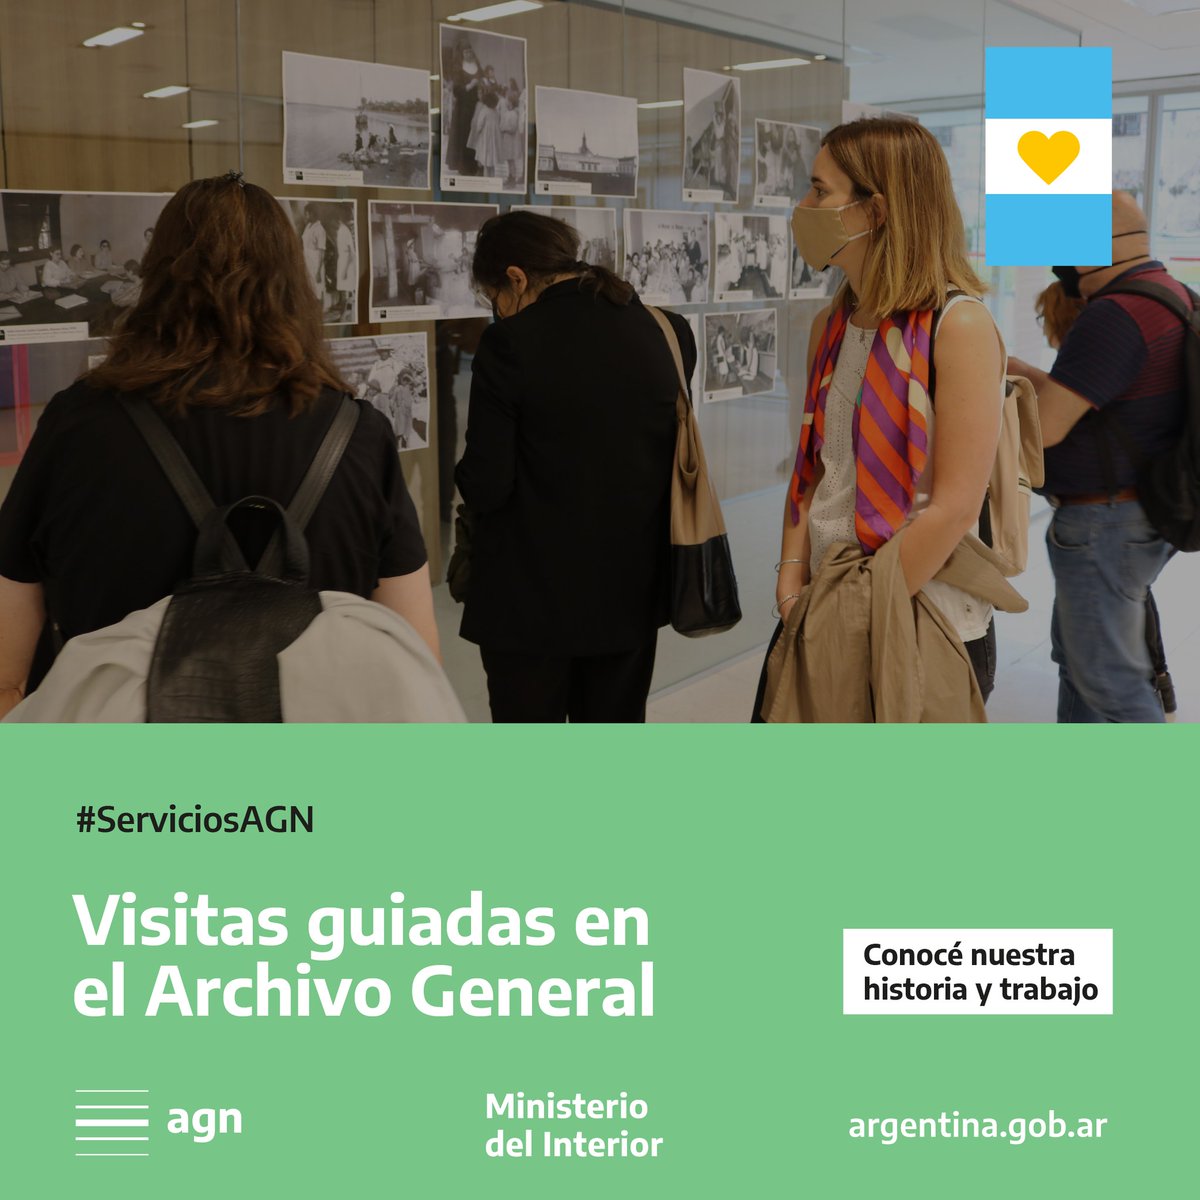 #ServiciosAGN
Visitas guiadas en
el Archivo General
Conocé nuestra
historia y trabajo
agn
Ministerio
del Interior
argentina.gob.ar